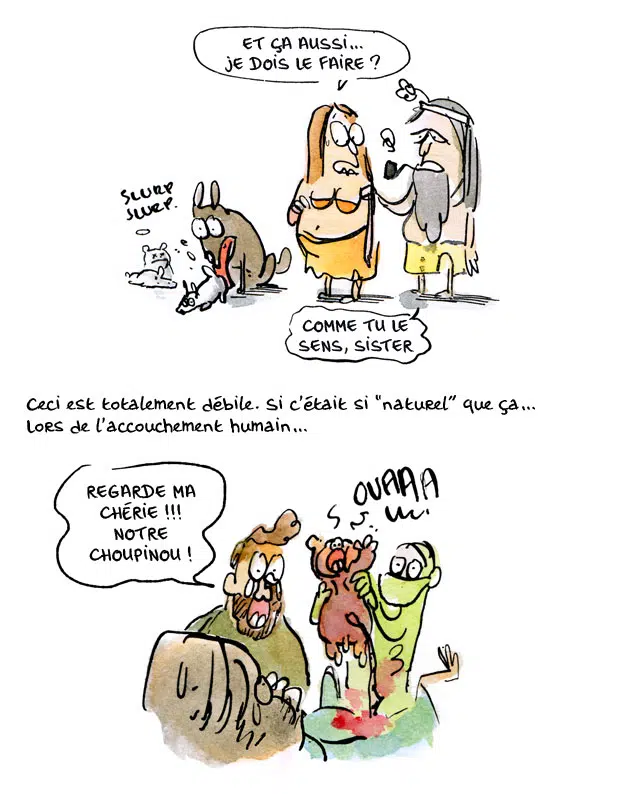 ET ÇA AUSSI...
JE DOIS LE FAIRE ?
SLURP
SLURP.
COMME TU LE
SENS, SISTER
Ceci est totalement débile. Si c'était si "naturel" que ça...
Lors de l'accouchement humain...
REGARDE MA
CHÉRIE !!!
NOTRE
CHOUPINOU !
OUAAA